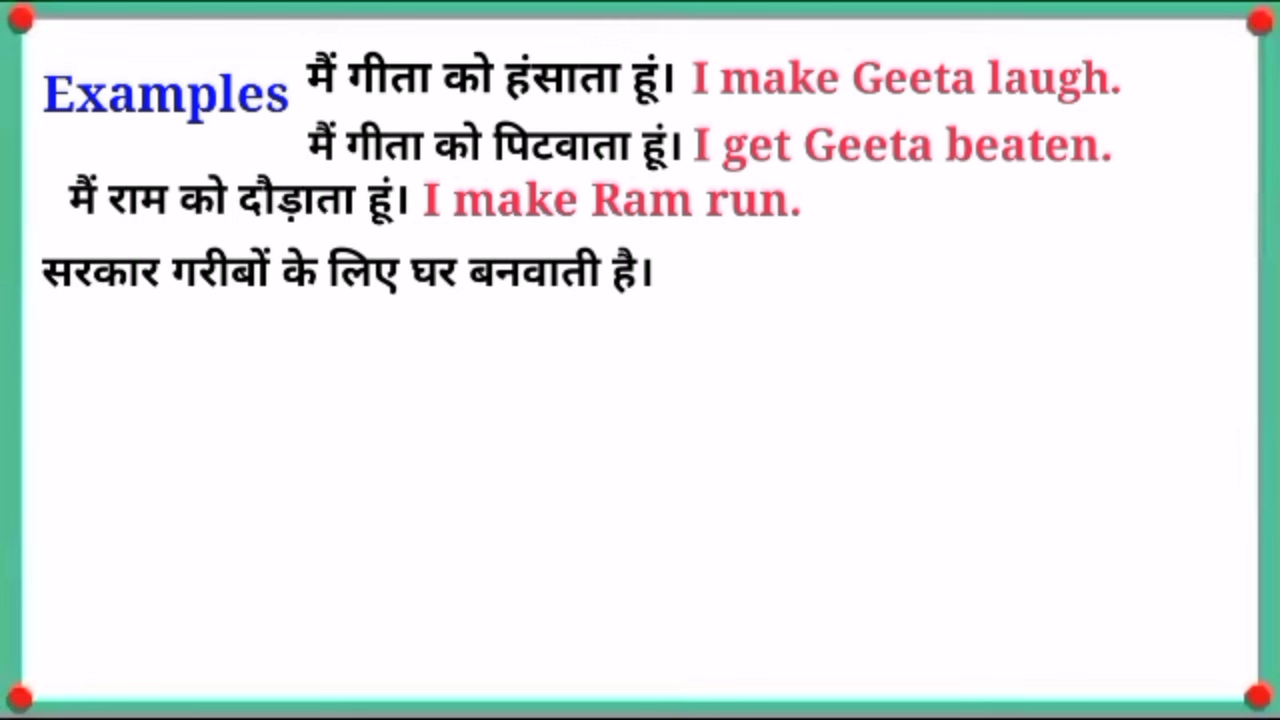 Examples मैं गीता को हंसाता हूं। I make Geeta laugh.
मैं गीता को पिटवाता हूं। I get Geeta beaten.
मैं राम को दौड़ाता हूं। I make Ram run.
सरकार गरीबों के लिए घर बनवाती है।